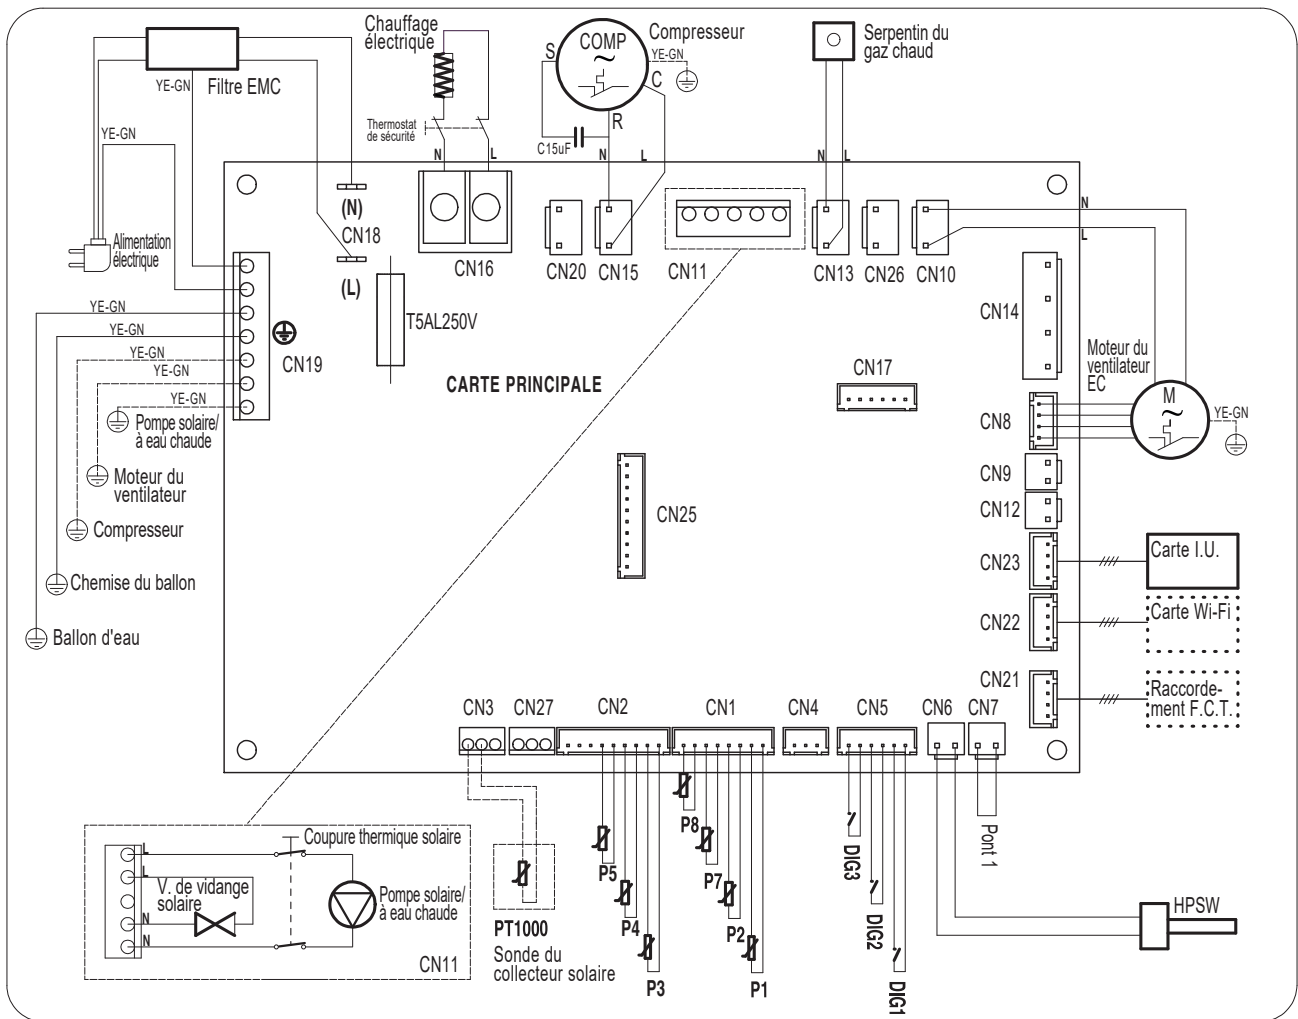 Chauffage
électrique
Compresseur
COMP
S
YE-GN
C
R
C15uF
N
L
Serpentin du
gaz chaud
Filtre EMC
YE-GN
YE-GN
Thermostat
de sécurité
N
L
N
L
(N)
CN18
(L)
Alimentation
électrique
CN16
CN20
CN15
CN11
CN13
CN26
CN10
N
L
T5AL250V
CN14
YE-GN
YE-GN
YE-GN
YE-GN
YE-GN
CN19
CARTE PRINCIPALE
CN17
Moteur du
ventilateur
EC
M
YE-GN
CN8
CN9
CN12
CN25
Pompe solaire/
à eau chaude
Moteur du
ventilateur
Compresseur
Chemise du ballon
Ballon d'eau
CN23
Carte I.U.
CN22
Carte Wi-Fi
CN21
Raccorde-
ment F.C.T.
CN3
CN27
CN2
CN1
CN4
CN5
CN6
CN7
P8
P5
P7
P4
P2
P3
P1
DIG3
DIG2
DIG1
Pont 1
HPSW
PT1000
Sonde du
collecteur solaire
Coupure thermique solaire
L
L
V. de vidange
solaire
N
N
Pompe solaire/
à eau chaude
CN11